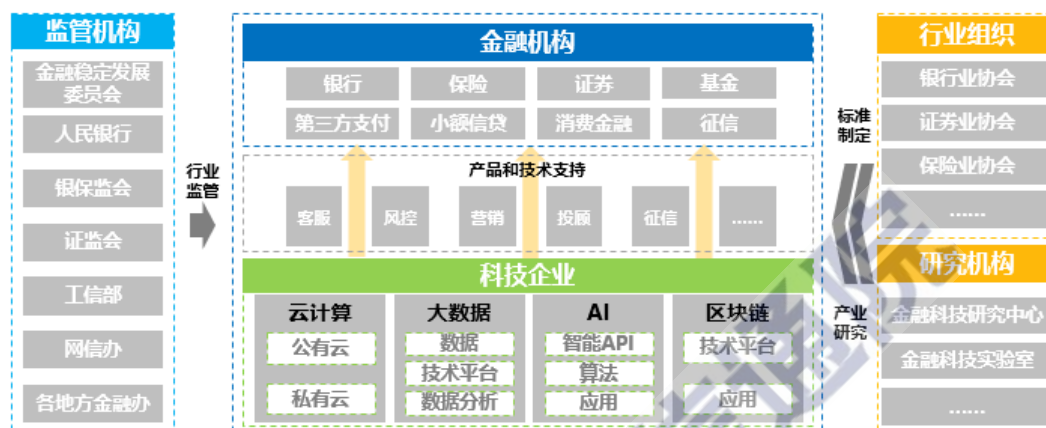 监管机构
金融稳定发展
委员会
人民银行
银保监会
证监会
工信部
网信办
各地方金融办
行业
监管
金融机构
银行
保险
证券
基金
第三方支付
小额信贷
消费金融
征信
产品和技术支持
客服
风控
营销
投顾
征信
......
科技企业
云计算
公有云
私有云
大数据
数据
技术平台
数据分析
AI
智能API
算法
应用
区块链
技术平台
应用
标准
制定
产业
研究
行业组织
银行业协会
证券业协会
保险业协会
......
研究机构
金融科技研究中心
金融科技实验室
......